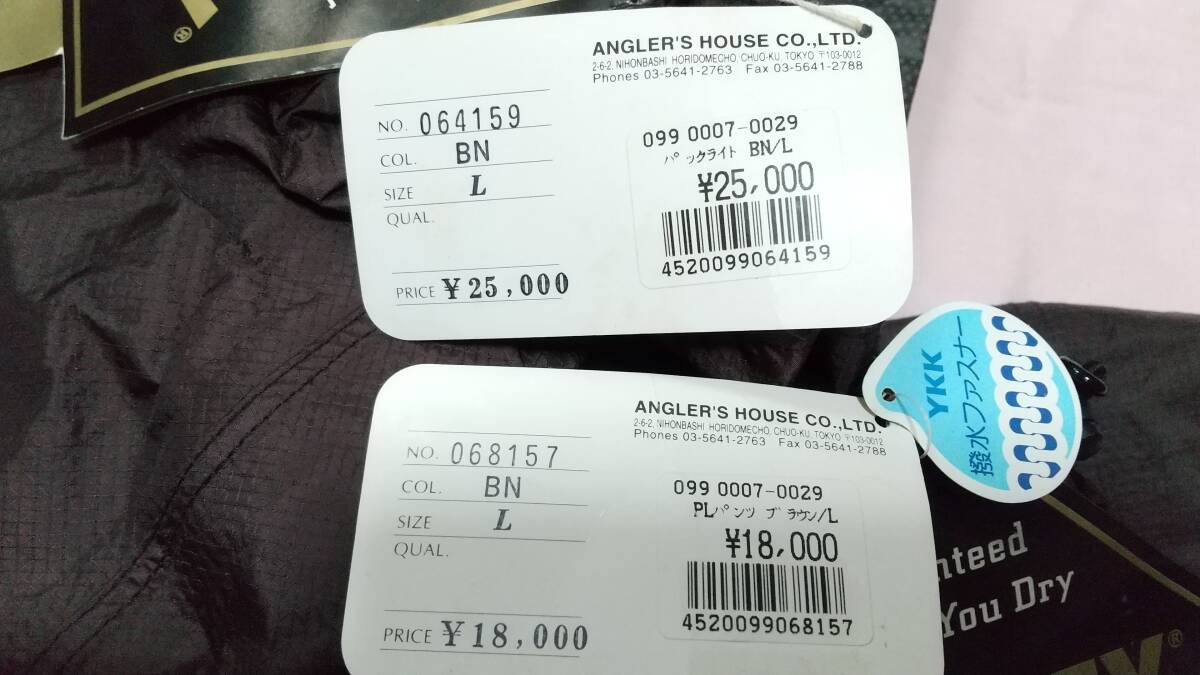 ®
ANGLER'S HOUSE CO.,LTD.
2-6-2, NIHONBASHI HORIDOMECHO, CHUO-KU, TOKYO 〒103-0012
Phones 03-5641-2763 Fax 03-5641-2788
NO. 064159
COL. BN
SIZE L
QUAL.
PRICE ¥25,000
099 0007-0029
パックライト BN/L
¥25,000
4520099064159
YKK
撥水ファスナー
ANGLER'S HOUSE CO.,LTD.
2-6-2, NIHONBASHI HORIDOMECHO, CHUO-KU, TOKYO 〒103-0012
Phones 03-5641-2763 Fax 03-5641-2788
NO. 068157
COL. BN
SIZE L
QUAL.
PRICE ¥18,000
099 0007-0029
PLパンツ ブラウン/L
¥18,000
4520099068157
nteed
You Dry
®